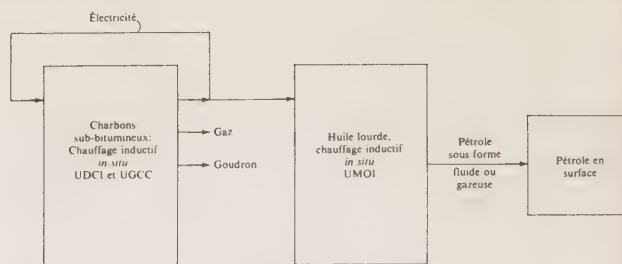 Électricité
Charbons
sub-bitumineux:
Chauffage inductif
in situ
UDCI et UGCC
Gaz
Goudron
Huile lourde,
chauffage inductif
in situ
UMOI
Pétrole
sous forme
fluide ou
gazeuse
Pétrole en
surface